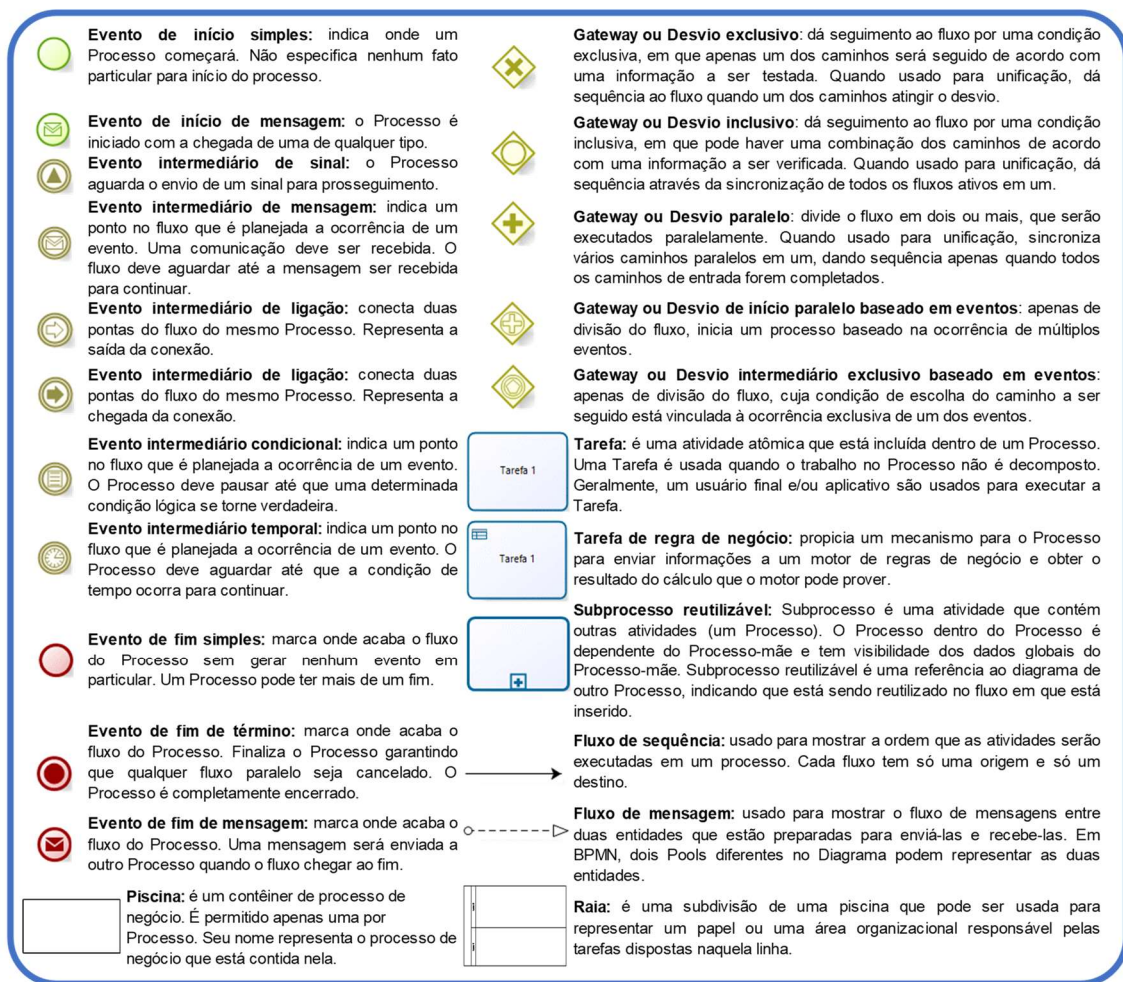 Evento de início simples: indica onde um
Processo começará. Não especifica nenhum fato
particular para início do processo.
Evento de início de mensagem: o Processo é
iniciado com a chegada de uma de qualquer tipo.
Evento intermediário de sinal: o Processo
aguarda o envio de um sinal para prosseguimento.
Evento intermediário de mensagem: indica um
ponto no fluxo que é planejada a ocorrência de um
evento. Uma comunicação deve ser recebida. O
fluxo deve aguardar até a mensagem ser recebida
para continuar.
Evento intermediário de ligação: conecta duas
pontas do fluxo do mesmo Processo. Representa a
saída da conexão.
Evento intermediário de ligação: conecta duas
pontas do fluxo do mesmo Processo. Representa a
chegada da conexão.
Evento intermediário condicional: indica um ponto
no fluxo que é planejada a ocorrência de um evento.
O Processo deve pausar até que uma determinada
condição lógica se torne verdadeira.
Evento intermediário temporal: indica um ponto no
fluxo que é planejada a ocorrência de um evento. O
Processo deve aguardar até que a condição de
tempo ocorra para continuar.
Evento de fim simples: marca onde acaba o fluxo
do Processo sem gerar nenhum evento em
particular. Um Processo pode ter mais de um fim.
Evento de fim de término: marca onde acaba o
fluxo do Processo. Finaliza o Processo garantindo
que qualquer fluxo paralelo seja cancelado. O
Processo é completamente encerrado.
Evento de fim de mensagem: marca onde acaba o
fluxo do Processo. Uma mensagem será enviada a
outro Processo quando o fluxo chegar ao fim.
Piscina: é um contêiner de processo de
negócio. É permitido apenas uma por
Processo. Seu nome representa o processo de
negócio que está contida nela.
Gateway ou Desvio exclusivo: dá seguimento ao fluxo por uma condição
exclusiva, em que apenas um dos caminhos será seguido de acordo com
uma informação a ser testada. Quando usado para unificação, dá
sequência ao fluxo quando um dos caminhos atingir o desvio.
Gateway ou Desvio inclusivo: dá seguimento ao fluxo por uma condição
inclusiva, em que pode haver uma combinação dos caminhos de acordo
com uma informação a ser verificada. Quando usado para unificação, dá
sequência através da sincronização de todos os fluxos ativos em um.
Gateway ou Desvio paralelo: divide o fluxo em dois ou mais, que serão
executados paralelamente. Quando usado para unificação, sincroniza
vários caminhos paralelos em um, dando sequência apenas quando todos
os caminhos de entrada forem completados.
Gateway ou Desvio de início paralelo baseado em eventos: apenas de
divisão do fluxo, inicia um processo baseado na ocorrência de múltiplos
eventos.
Gateway ou Desvio intermediário exclusivo baseado em eventos:
apenas de divisão do fluxo, cuja condição de escolha do caminho a ser
seguido está vinculada à ocorrência exclusiva de um dos eventos.
Tarefa 1
Tarefa: é uma atividade atômica que está incluída dentro de um Processo.
Uma Tarefa é usada quando o trabalho no Processo não é decomposto.
Geralmente, um usuário final e/ou aplicativo são usados para executar a
Tarefa.
Tarefa 1
Tarefa de regra de negócio: propicia um mecanismo para o Processo
para enviar informações a um motor de regras de negócio e obter o
resultado do cálculo que o motor pode prover.
Subprocesso reutilizável: Subprocesso é uma atividade que contém
outras atividades (um Processo). O Processo dentro do Processo é
dependente do Processo-mãe e tem visibilidade dos dados globais do
Processo-mãe. Subprocesso reutilizável é uma referência ao diagrama de
outro Processo, indicando que está sendo reutilizado no fluxo em que está
inserido.
Fluxo de sequência: usado para mostrar a ordem que as atividades serão
executadas em um processo. Cada fluxo tem só uma origem e só um
destino.
Fluxo de mensagem: usado para mostrar o fluxo de mensagens entre
duas entidades que estão preparadas para enviá-las e recebe-las. Em
BPMN, dois Pools diferentes no Diagrama podem representar as duas
entidades.
Raia: é uma subdivisão de uma piscina que pode ser usada para
representar um papel ou uma área organizacional responsável pelas
tarefas dispostas naquela linha.